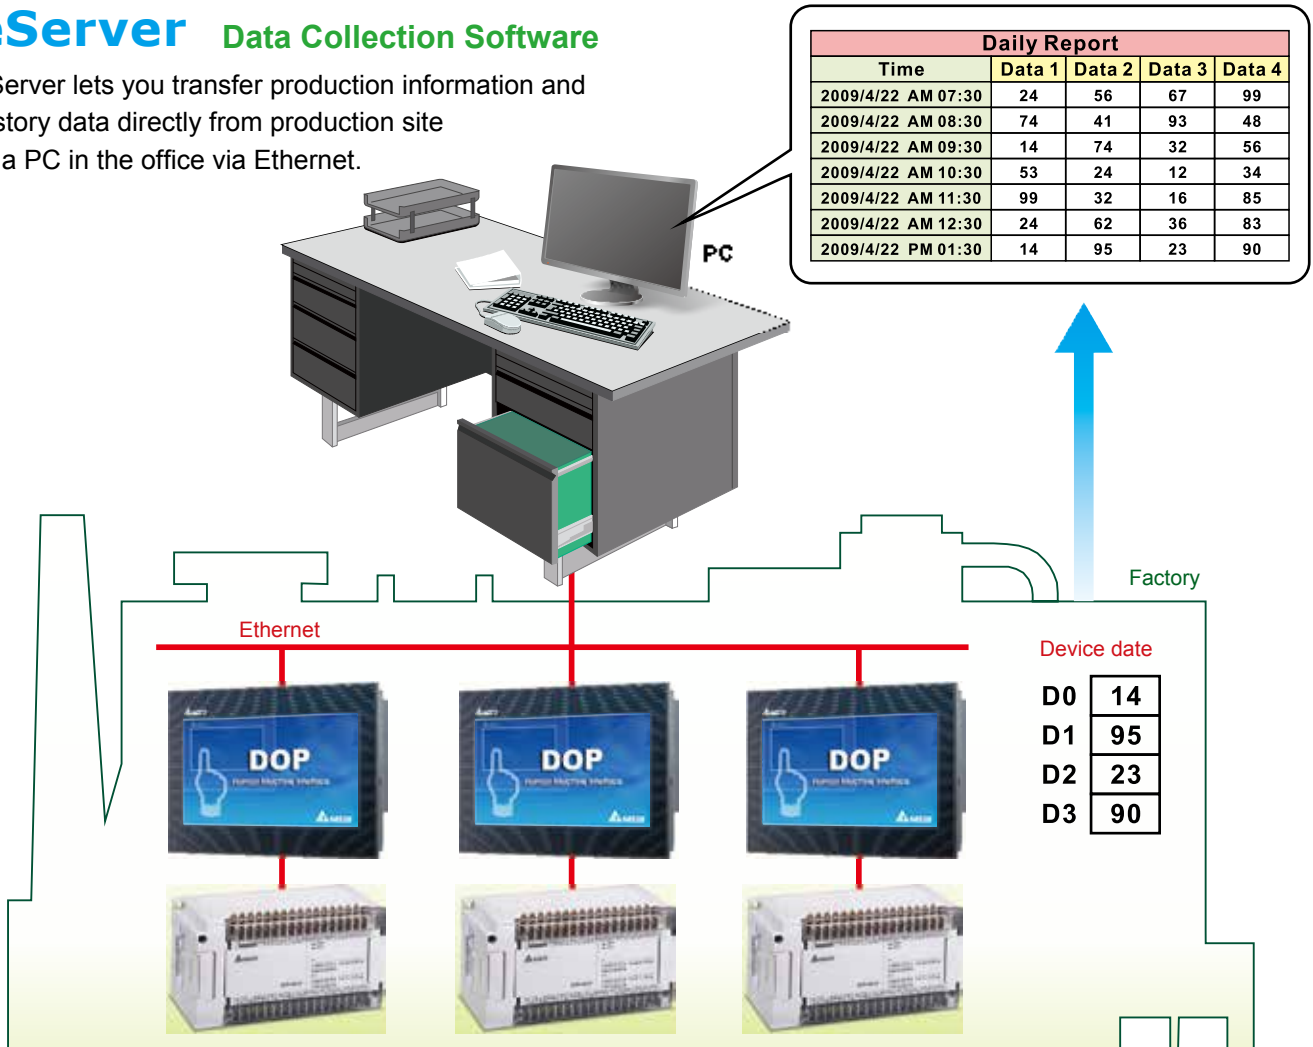 eServer Data Collection Software
Server lets you transfer production information and
story data directly from production site
a PC in the office via Ethernet.
Daily Report
Time Data 1 Data 2 Data 3 Data 4
2009/4/22 AM 07:30 24 56 67 99
2009/4/22 AM 08:30 74 41 93 48
2009/4/22 AM 09:30 14 74 32 56
2009/4/22 AM 10:30 53 24 12 34
2009/4/22 AM 11:30 99 32 16 85
2009/4/22 AM 12:30 24 62 36 83
2009/4/22 PM 01:30 14 95 23 90
PC
Factory
Ethernet
Device date
D0 14
D1 95
D2 23
D3 90
DOP
DOP
DOP